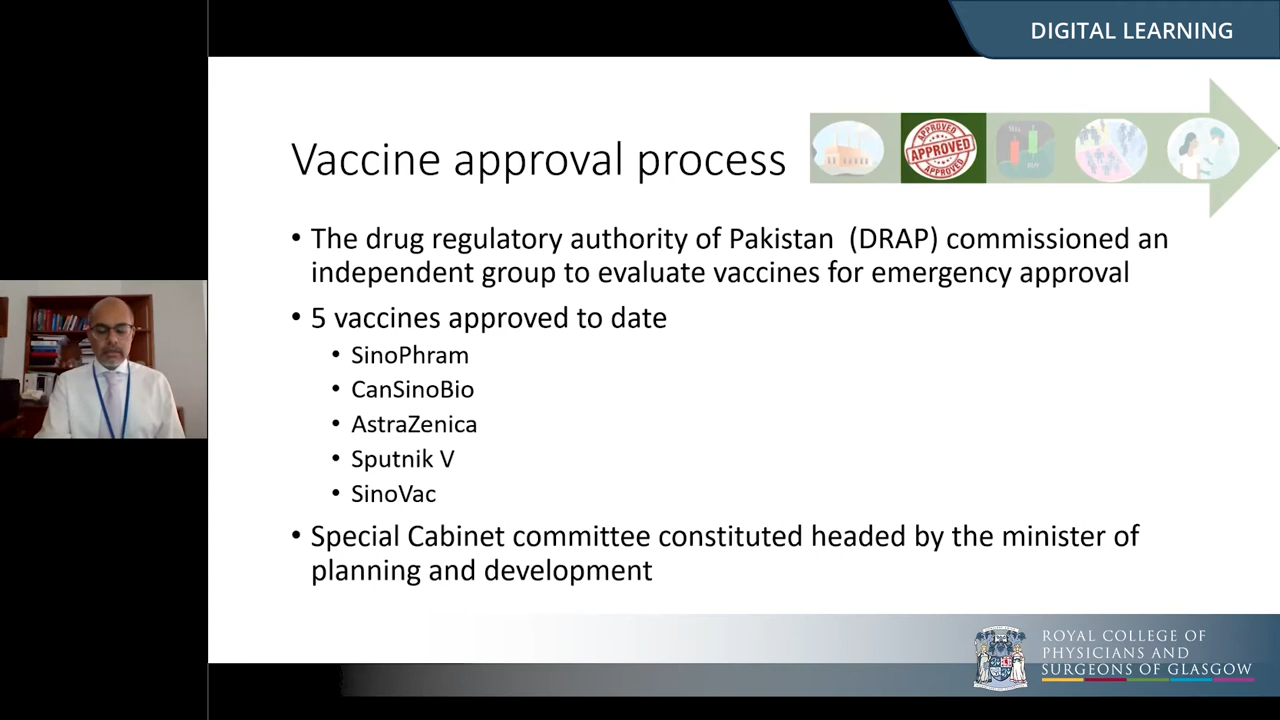 DIGITAL LEARNING
Vaccine approval process
APPROVED
APPROVED
APPROVED
• The drug regulatory authority of Pakistan (DRAP) commissioned an
independent group to evaluate vaccines for emergency approval
• 5 vaccines approved to date
• SinoPhram
• CanSinoBio
• AstraZenica
• Sputnik V
• SinoVac
• Special Cabinet committee constituted headed by the minister of
planning and development
ROYAL COLLEGE OF
PHYSICIANS AND
SURGEONS OF GLASGOW